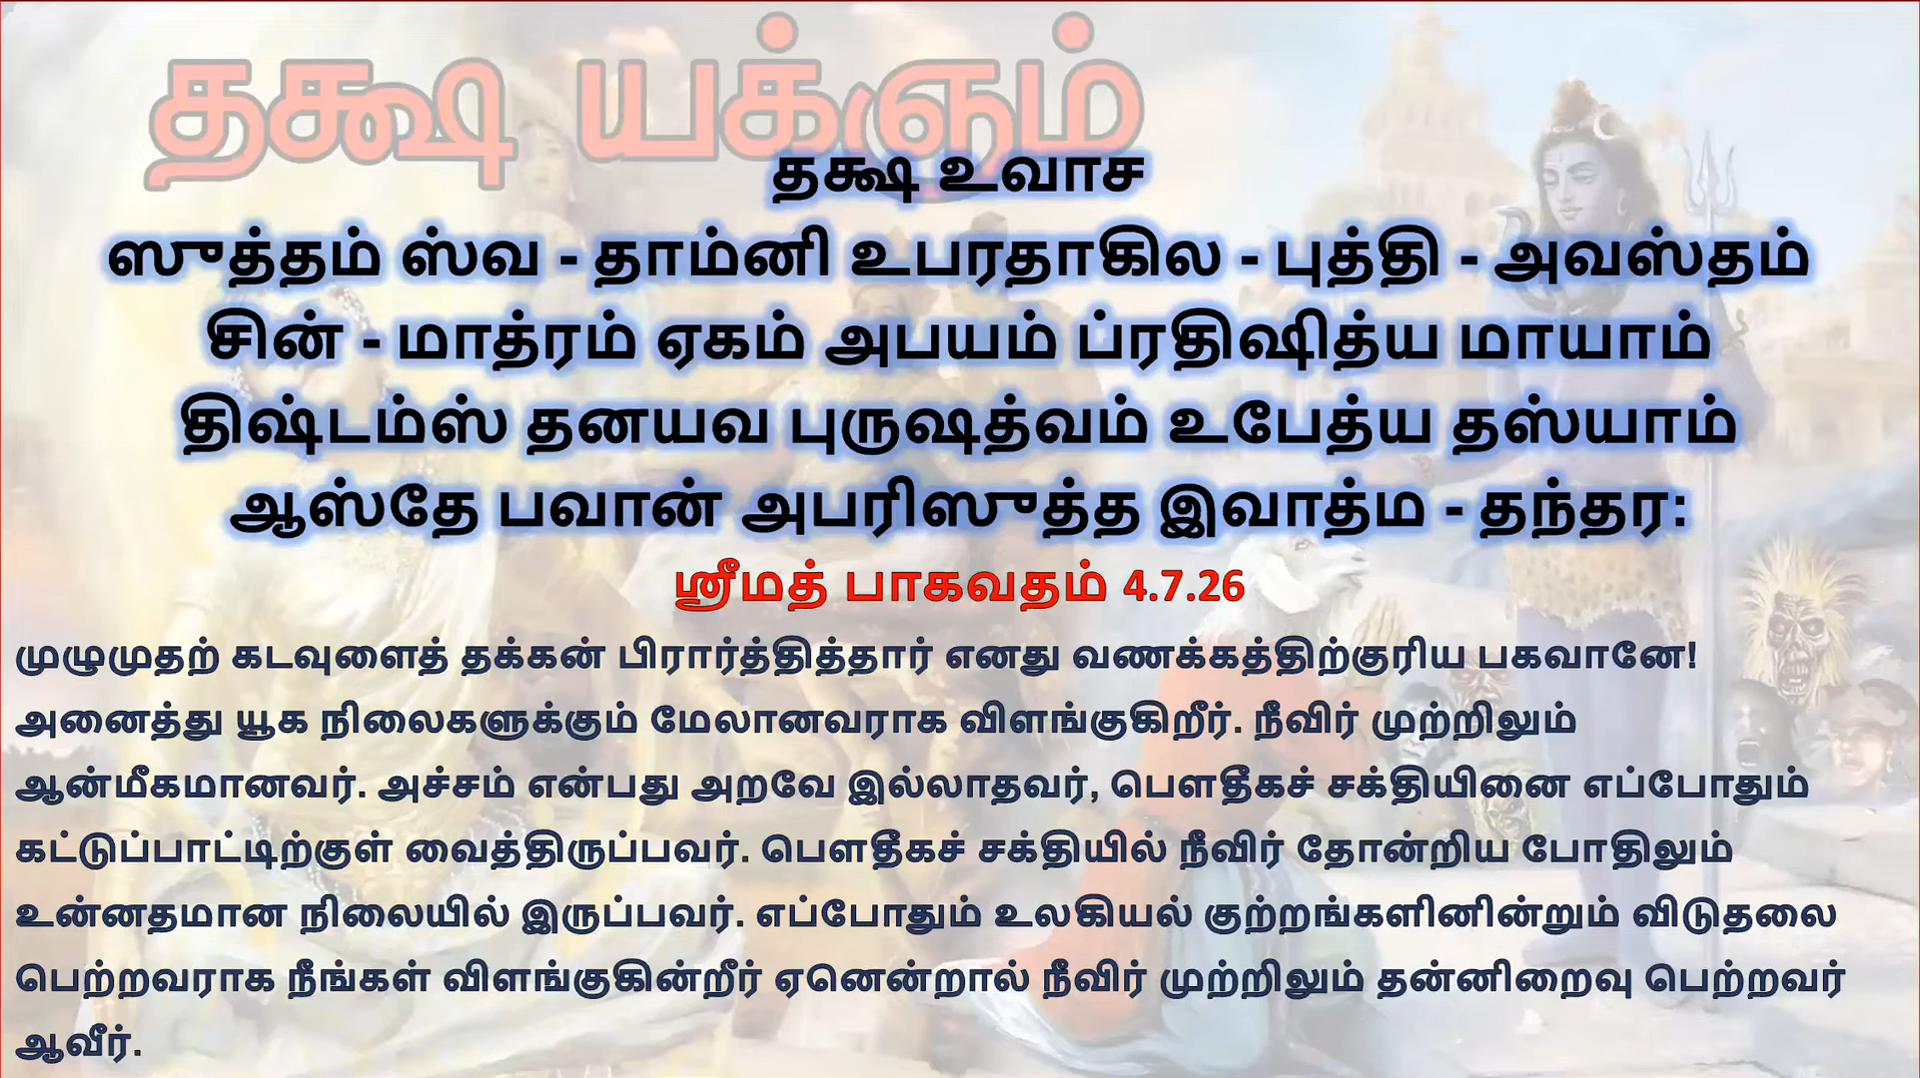 தக்ஷ யக்ஞம்
தக்ஷ உவாச
ஸுத்தம் ஸ்வ - தாம்னி உபரதாகில - புத்தி - அவஸ்தம்
சின் - மாத்ரம் ஏகம் அபயம் ப்ரதிஷித்ய மாயாம்
திஷ்டம்ஸ் தனயவ புருஷத்வம் உபேத்ய தஸ்யாம்
ஆஸ்தே பவான் அபரிஸுத்த இவாத்ம - தந்தர:
ஸ்ரீமத் பாகவதம் 4.7.26
முழுமுதற் கடவுளைத் தக்கன் பிரார்த்தித்தார் எனது வணக்கத்திற்குரிய பகவானே!
அனைத்து யூக நிலைகளுக்கும் மேலானவராக விளங்குகிறீர். நீவிர் முற்றிலும்
ஆன்மீகமானவர். அச்சம் என்பது அறவே இல்லாதவர், பௌதீகச் சக்தியினை எப்போதும்
கட்டுப்பாட்டிற்குள் வைத்திருப்பவர். பௌதீகச் சக்தியில் நீவிர் தோன்றிய போதிலும்
உன்னதமான நிலையில் இருப்பவர். எப்போதும் உலகியல் குற்றங்களினின்றும் விடுதலை
பெற்றவராக நீங்கள் விளங்குகின்றீர் ஏனென்றால் நீவிர் முற்றிலும் தன்னிறைவு பெற்றவர்
ஆவீர்.